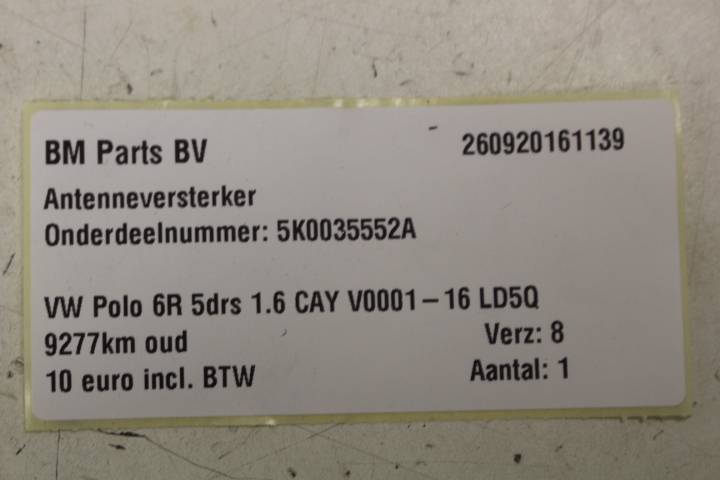 BM Parts BV 260920161139
Antenneversterker
Onderdeelnummer: 5K0035552A
VW Polo 6R 5drs 1.6 CAY V0001-16 LD5Q
9277km oud Verz: 8
10 euro incl. BTW Aantal: 1